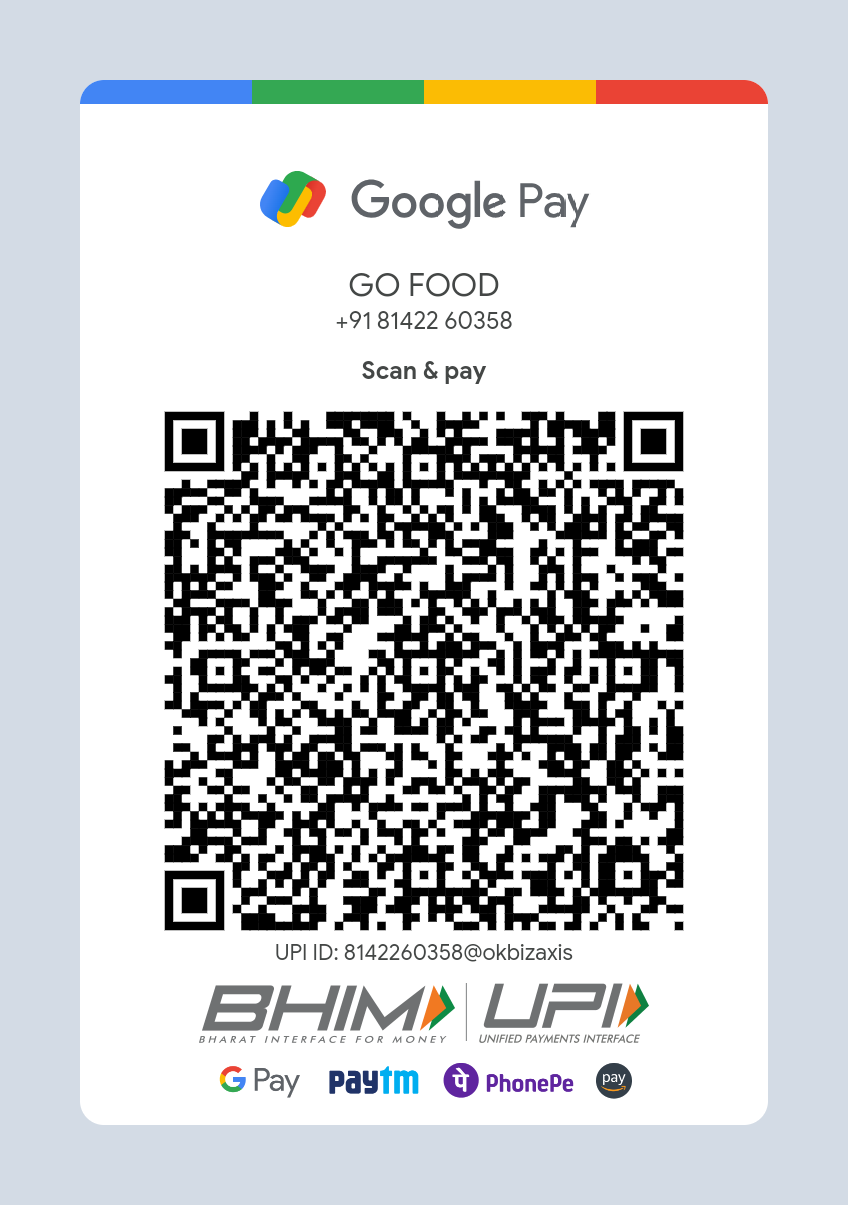 Google Pay
GO FOOD
+91 81422 60358
Scan & pay
UPI ID: 8142260358@okbizaxis
BHIM UPI
BHARAT INTERFACE FOR MONEY UNIFIED PAYMENTS INTERFACE
G Pay paytm पे PhonePe pay